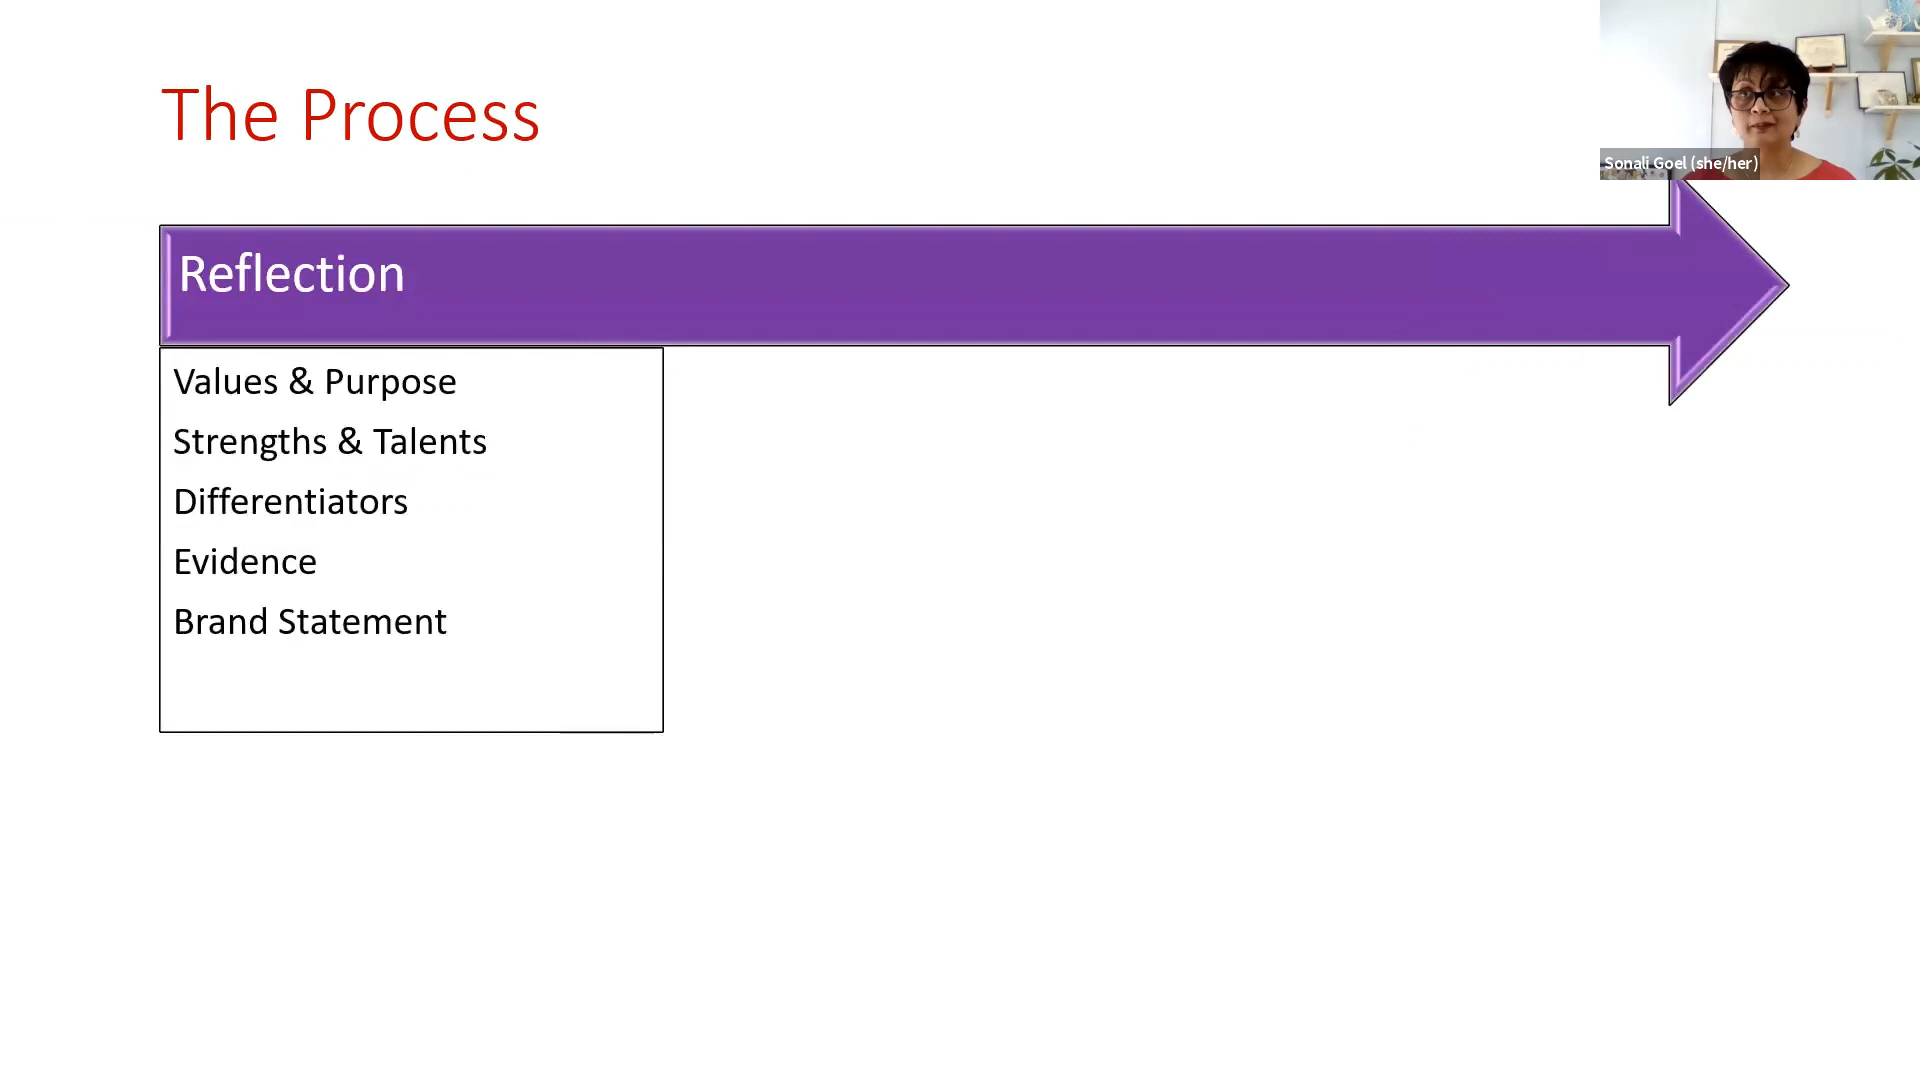 The Process
Sonali Goel (she/her)
Reflection
Values & Purpose
Strengths & Talents
Differentiators
Evidence
Brand Statement